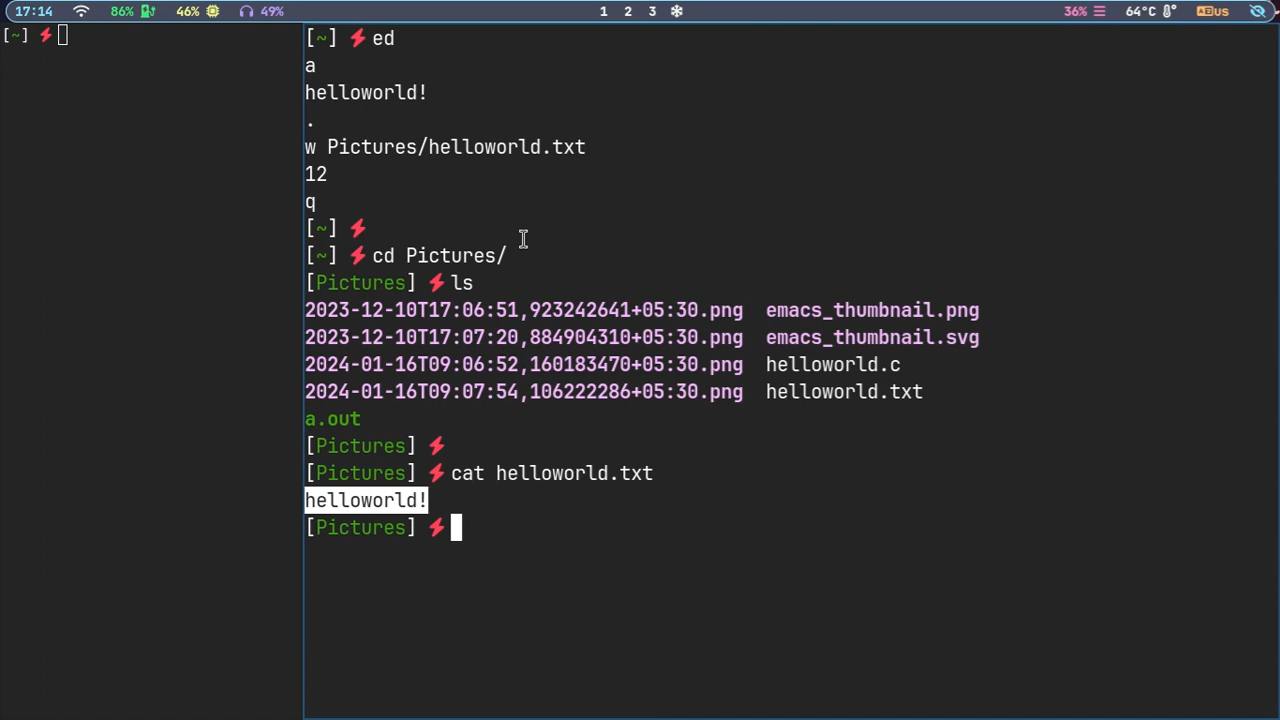 17:14 86% 46% 49% 1 2 3 36% 64°C US
[~]
[~] ed
a
helloworld!
.
w Pictures/helloworld.txt
12
q
[~]
[~] cd Pictures/
[Pictures] ls
2023-12-10T17:06:51,923242641+05:30.png emacs_thumbnail.png
2023-12-10T17:07:20,884904310+05:30.png emacs_thumbnail.svg
2024-01-16T09:06:52,160183470+05:30.png helloworld.c
2024-01-16T09:07:54,106222286+05:30.png helloworld.txt
a.out
[Pictures]
[Pictures] cat helloworld.txt
helloworld!
[Pictures]